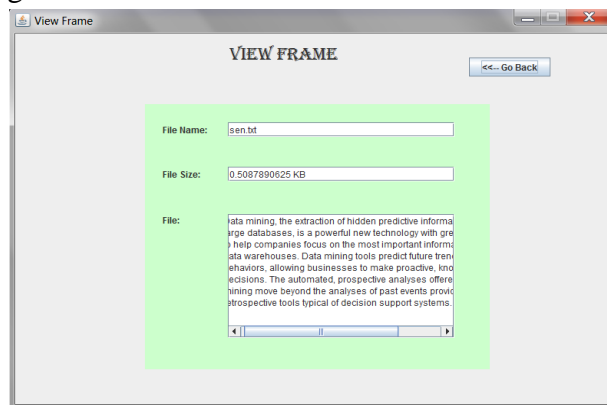 View Frame
VIEW FRAME
<<-- Go Back
File Name:
sen.txt
File Size:
0.5087890625 KB
File:
ata mining, the extraction of hidden predictive informa
arge databases, is a powerful new technology with gre
o help companies focus on the most important informa
ata warehouses. Data mining tools predict future tren
ehaviors, allowing businesses to make proactive, kno
ecisions. The automated, prospective analyses offere
mining move beyond the analyses of past events provid
etrospective tools typical of decision support systems.